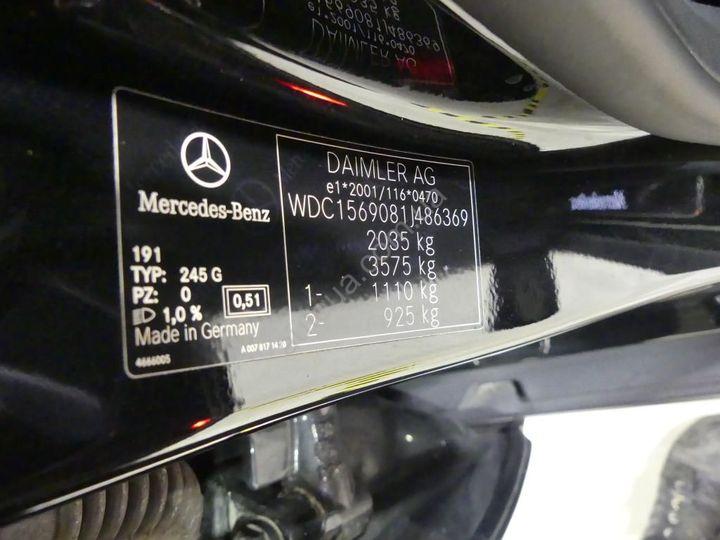 DAIMLER AG
e1*2001/116*0470
WDC1569081J486369
2035 kg
3575 kg
1- 1110 kg
2- 925 kg
Mercedes-Benz
191
TYP: 245 G
PZ: 0
1,0 %
0,51
Made in Germany
4666005